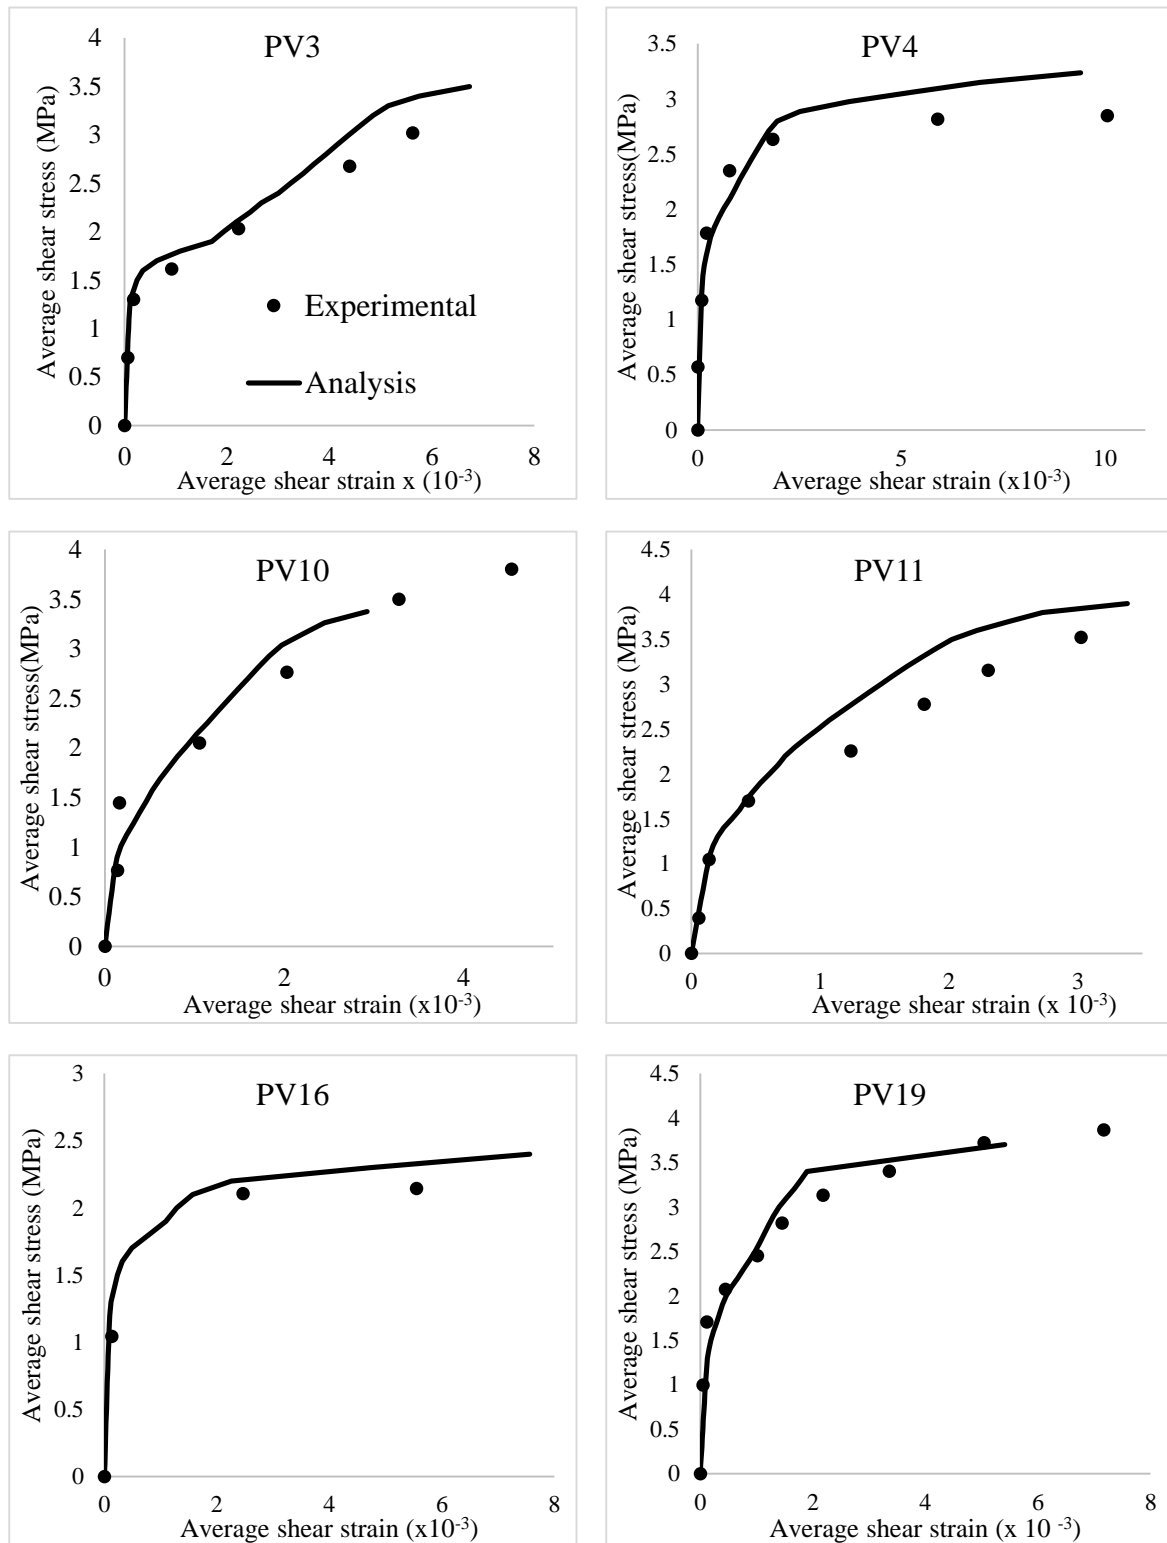 PV3
Average shear stress (MPa)
4
3.5
3
2.5
2
1.5
1
0.5
0
Experimental
Analysis
0 2 4 6 8
Average shear strain x (10-3)
PV4
Average shear stress(MPa)
3.5
3
2.5
2
1.5
1
0.5
0
0 5 10
Average shear strain (x10-3)
PV10
Average shear stress(MPa)
4
3.5
3
2.5
2
1.5
1
0.5
0
0 2 4
Average shear strain (x10-3)
PV11
Average shear stress (MPa)
4.5
4
3.5
3
2.5
2
1.5
1
0.5
0
0 1 2 3
Average shear strain (x 10-3)
PV16
Average shear stress (MPa)
3
2.5
2
1.5
1
0.5
0
0 2 4 6 8
Average shear strain (x10-3)
PV19
Average shear stress (MPa)
4.5
4
3.5
3
2.5
2
1.5
1
0.5
0
0 2 4 6 8
Average shear strain (x 10 -3)